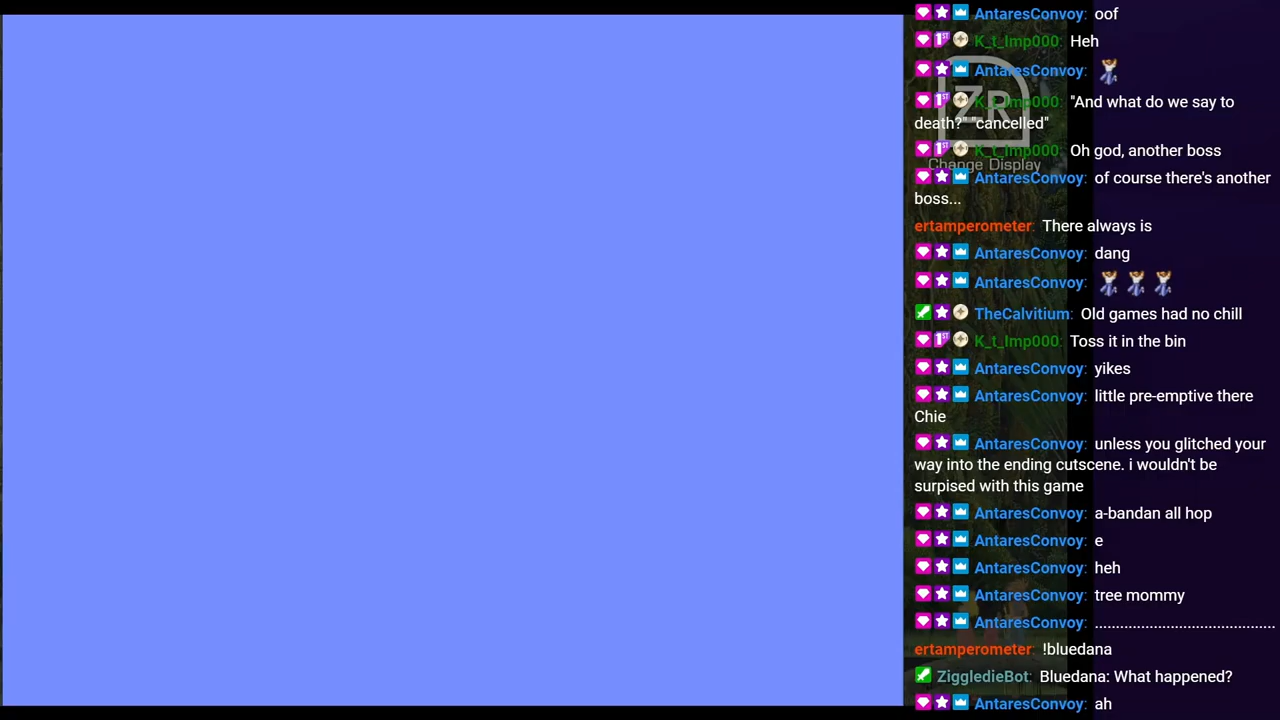 AntaresConvoy: oof
K_t_Imp000: Heh
AntaresConvoy:
K_t_Imp000: "And what do we say to
death?" "cancelled"
K_t_Imp000: Oh god, another boss
AntaresConvoy: of course there's another
boss...
ertamperometer: There always is
AntaresConvoy: dang
AntaresConvoy:
TheCalvitium: Old games had no chill
K_t_Imp000: Toss it in the bin
AntaresConvoy: yikes
AntaresConvoy: little pre-emptive there
Chie
AntaresConvoy: unless you glitched your
way into the ending cutscene. i wouldn't be
surpised with this game
AntaresConvoy: a-bandan all hop
AntaresConvoy: e
AntaresConvoy: heh
AntaresConvoy: tree mommy
AntaresConvoy: ...........................................
ertamperometer: !bluedana
ZiggledieBot: Bluedana: What happened?
AntaresConvoy: ah
ZR
Change Display